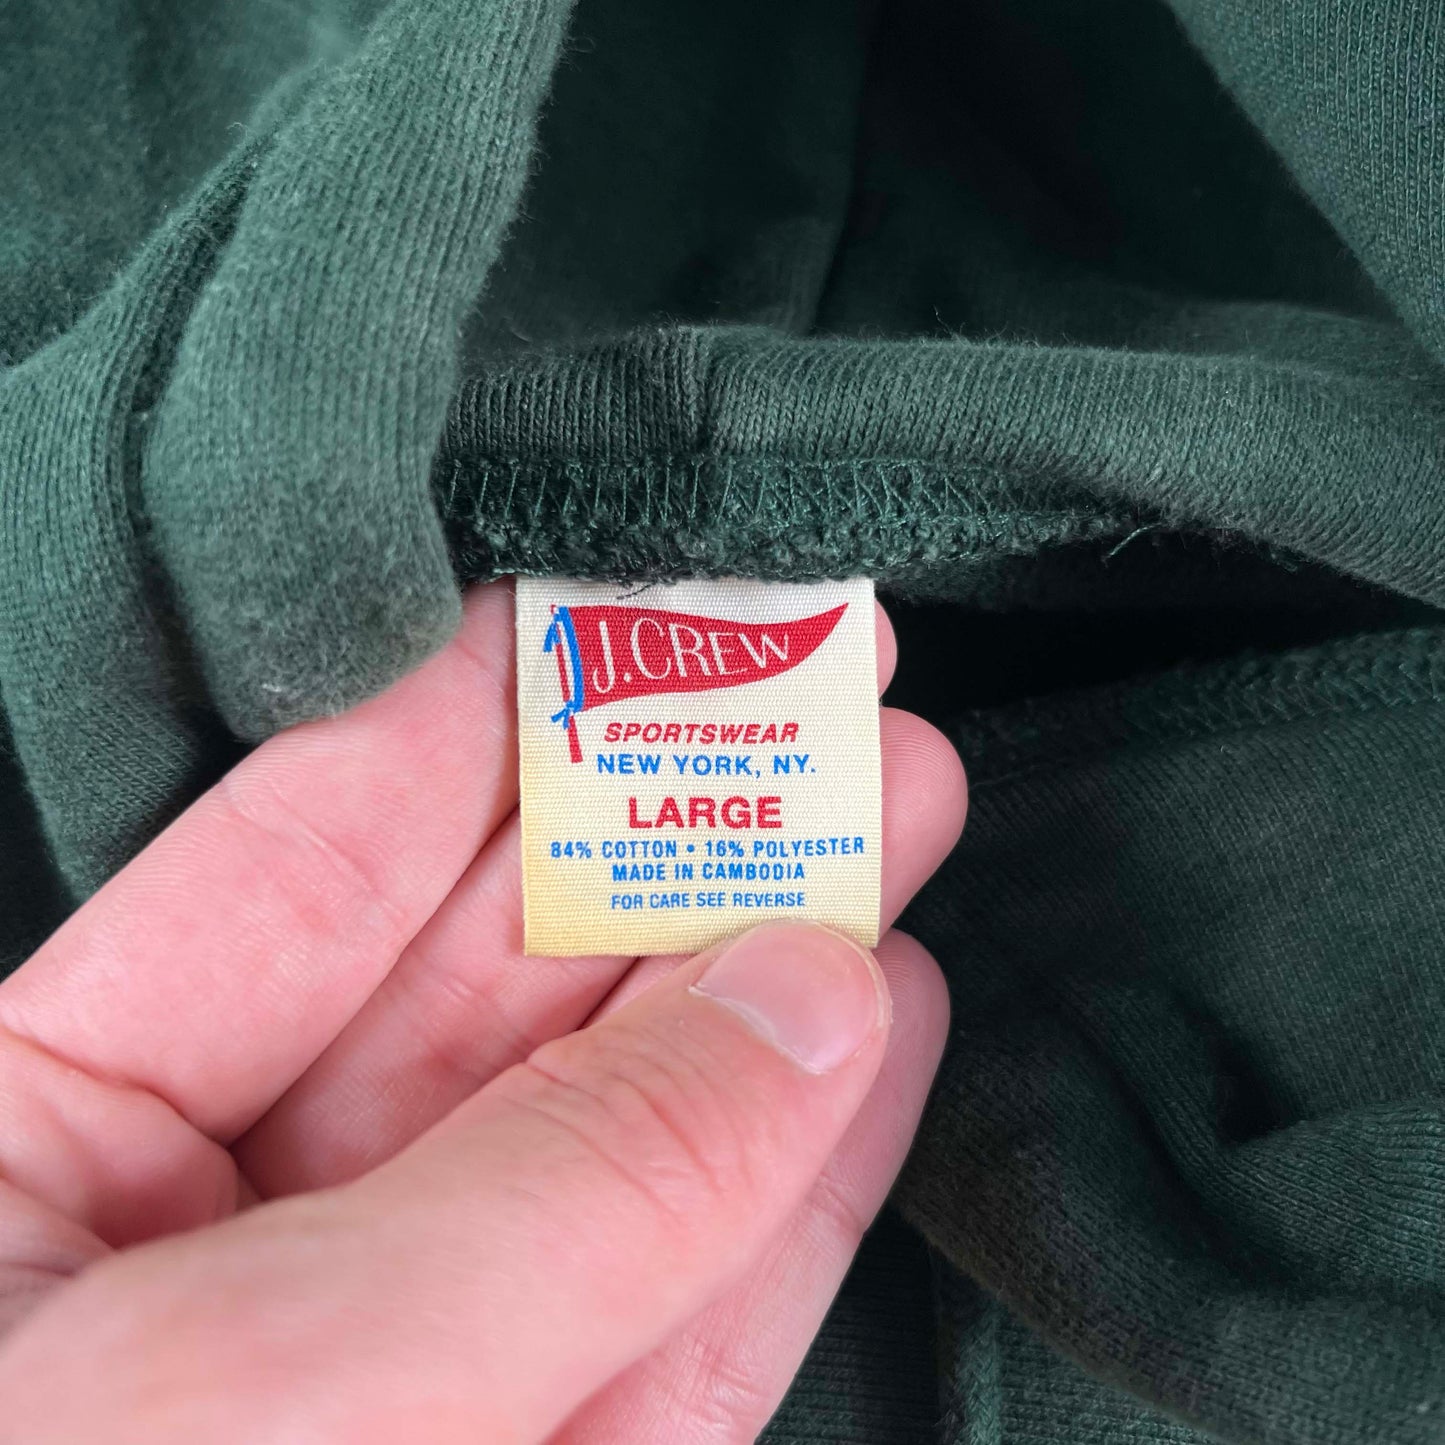 J.CREW
SPORTSWEAR
NEW YORK, NY.
LARGE
84% COTTON • 16% POLYESTER
MADE IN CAMBODIA
FOR CARE SEE REVERSE